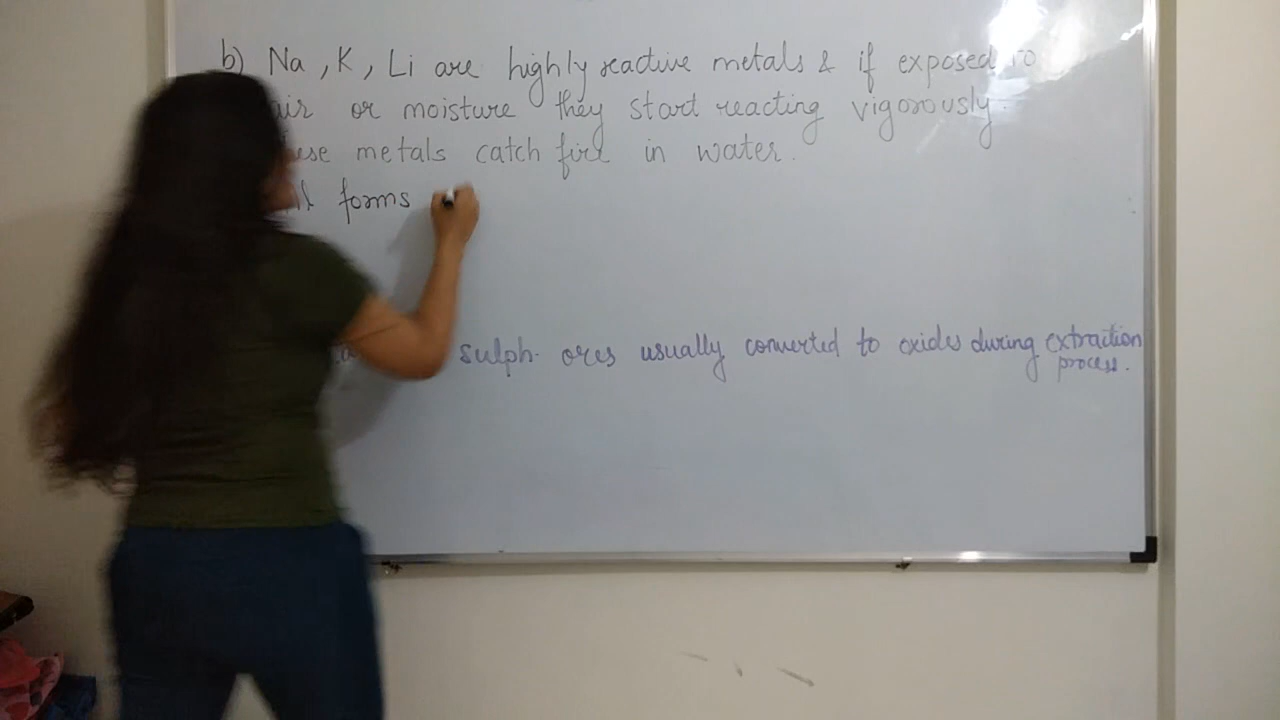 b) Na, K, Li are highly reactive metals & if exposed to
air or moisture they start reacting vigorously.
metals catch fire in water.
forms
sulph. ores usually converted to oxides during extraction
process.